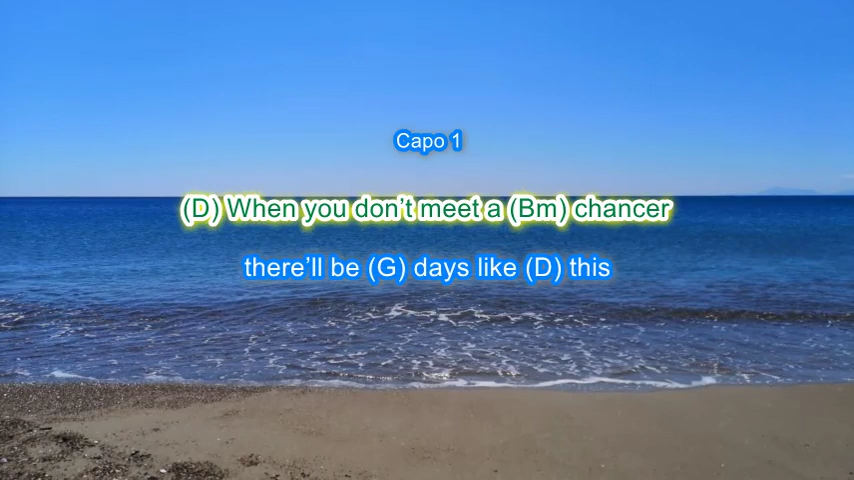 Capo 1
(D) When you don’t meet a (Bm) chancer
there’ll be (G) days like (D) this